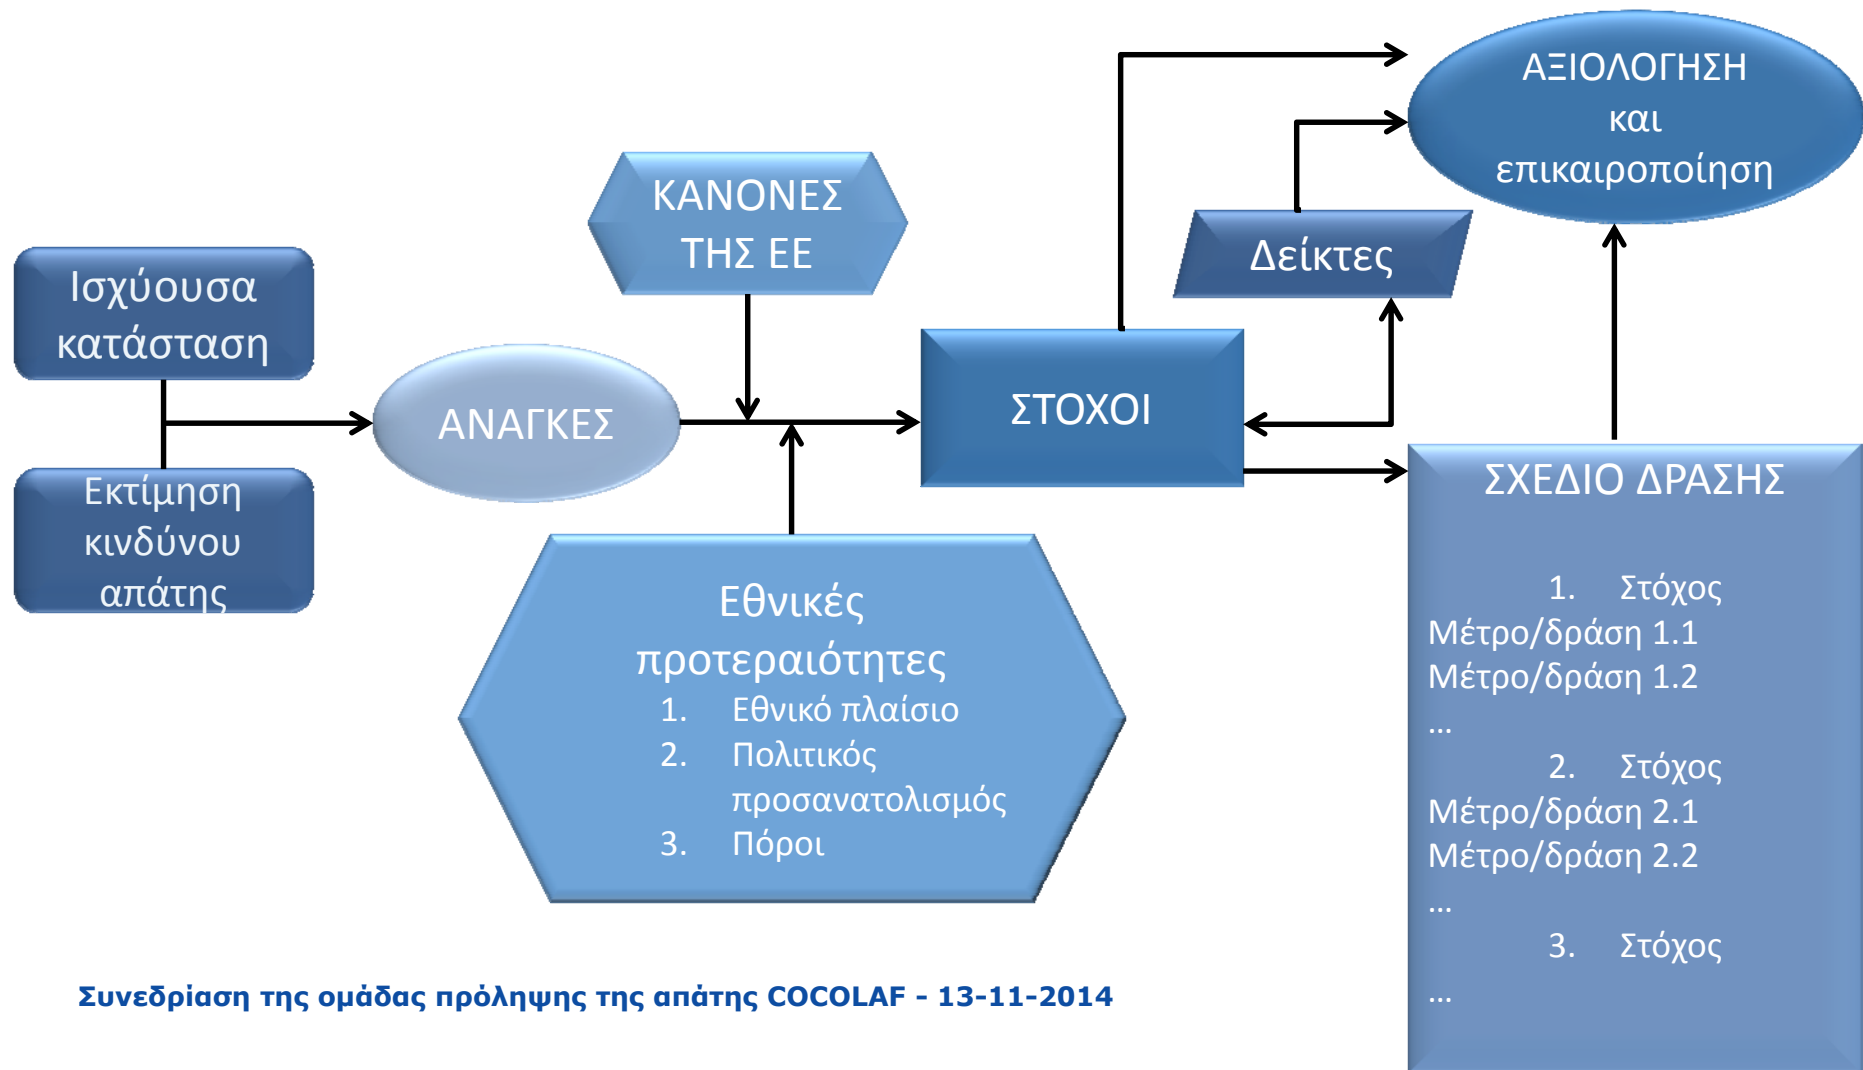 Ισχύουσα
κατάσταση
Εκτίμηση
κινδύνου
απάτης
ΑΝΑΓΚΕΣ
ΚΑΝΟΝΕΣ
ΤΗΣ ΕΕ
Εθνικές
προτεραιότητες
1. Εθνικό πλαίσιο
2. Πολιτικός
προσανατολισμός
3. Πόροι
ΣΤΟΧΟΙ
Δείκτες
ΑΞΙΟΛΟΓΗΣΗ
και
επικαιροποίηση
ΣΧΕΔΙΟ ΔΡΑΣΗΣ
1. Στόχος
Μέτρο/δράση 1.1
Μέτρο/δράση 1.2
...
2. Στόχος
Μέτρο/δράση 2.1
Μέτρο/δράση 2.2
...
3. Στόχος
...
Συνεδρίαση της ομάδας πρόληψης της απάτης COCOLAF - 13-11-2014